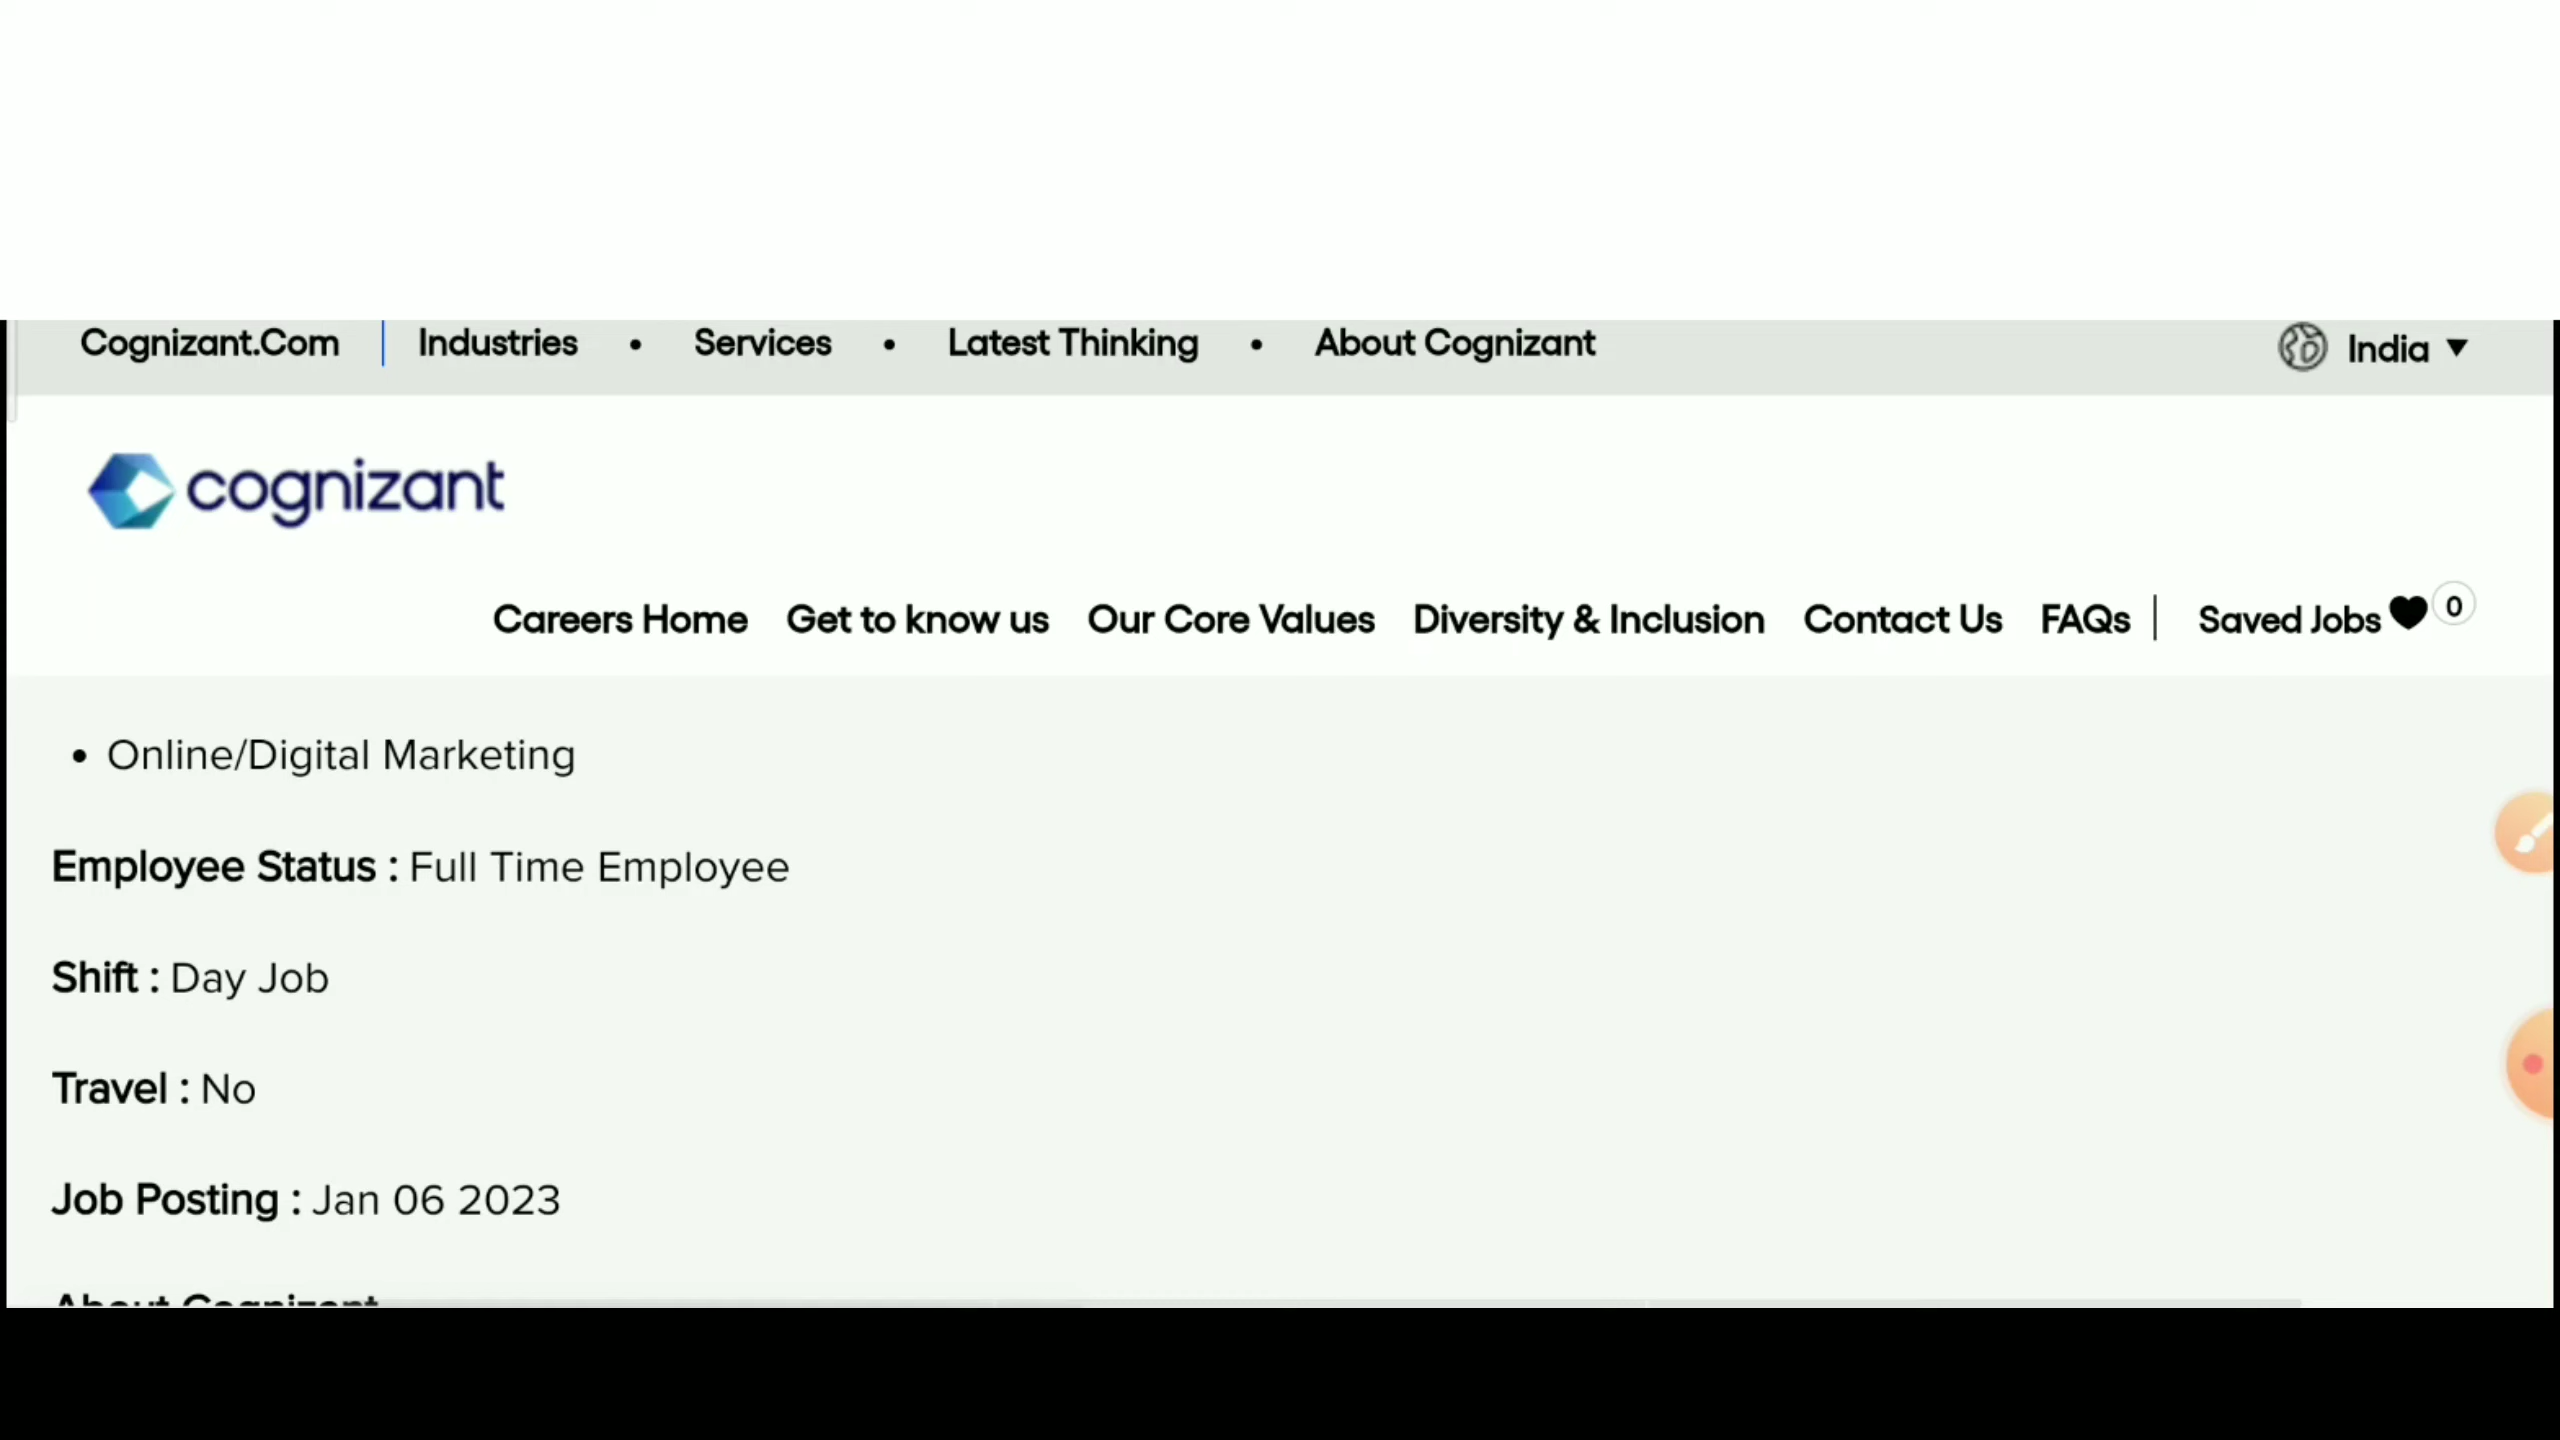 Cognizant.Com | Industries • Services • Latest Thinking • About Cognizant India ▼
cognizant
Careers Home Get to know us Our Core Values Diversity & Inclusion Contact Us FAQs | Saved Jobs 0
• Online/Digital Marketing
Employee Status : Full Time Employee
Shift : Day Job
Travel : No
Job Posting : Jan 06 2023
About Cognizant